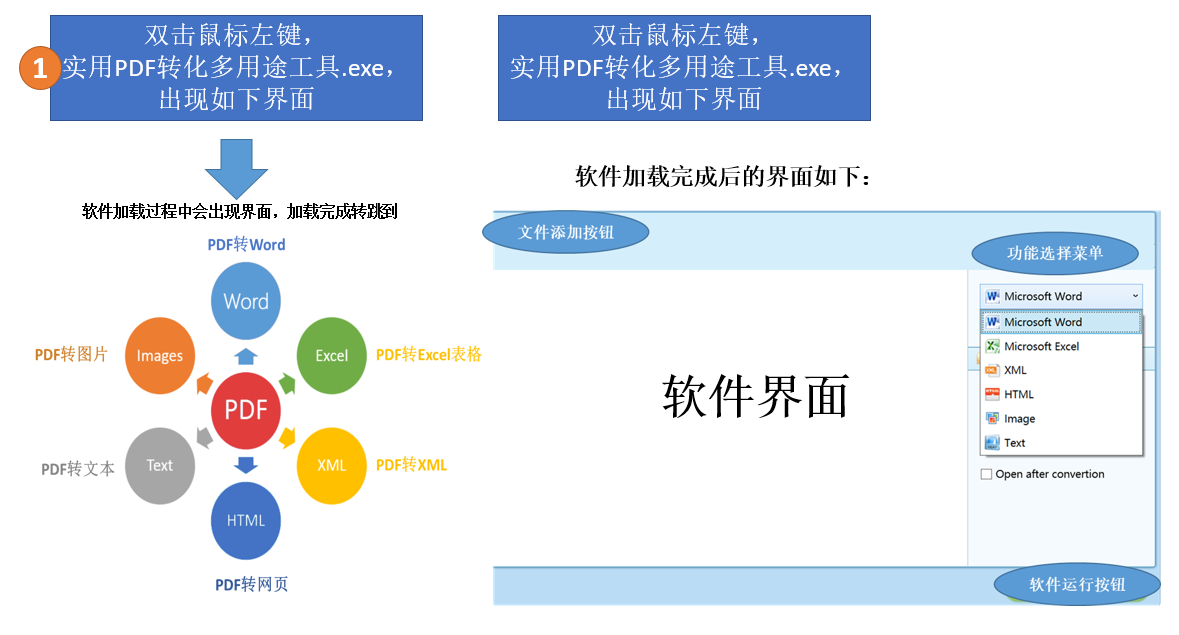 1
双击鼠标左键，
实用PDF转化多用途工具.exe，
出现如下界面
软件加载过程中会出现界面，加载完成转跳到
PDF转Word
Word
PDF转图片
Images
Excel
PDF转Excel表格
PDF
PDF转文本
Text
XML
PDF转XML
HTML
PDF转网页
双击鼠标左键，
实用PDF转化多用途工具.exe，
出现如下界面
软件加载完成后的界面如下：
文件添加按钮
功能选择菜单
Microsoft Word
Microsoft Word
Microsoft Excel
XML
HTML
Image
Text
Open after convertion
软件界面
软件运行按钮